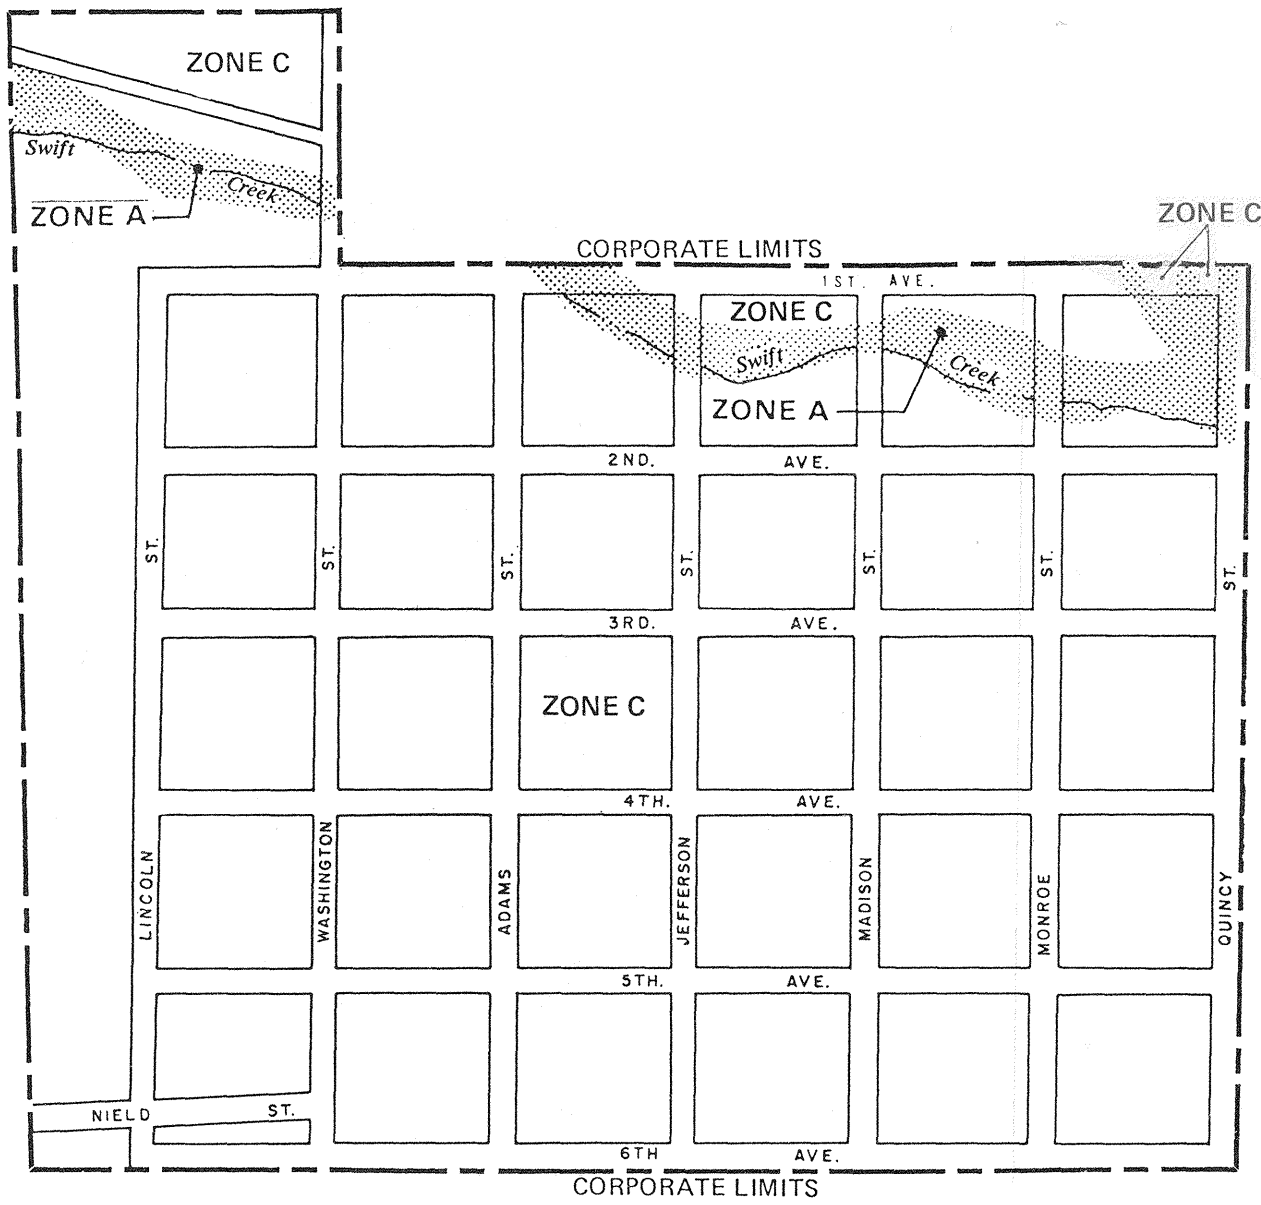 ZONE C
Swift
Creek
ZONE A
ZONE C
CORPORATE LIMITS
1ST. AVE.
ZONE C
Swift
Creek
ZONE A
2ND. AVE.
ST.
ST.
ST.
ST.
ST.
ST.
ST.
3RD. AVE.
ZONE C
4TH. AVE.
LINCOLN
WASHINGTON
ADAMS
JEFFERSON
MADISON
MONROE
QUINCY
5TH. AVE.
NIELD ST.
6TH AVE.
CORPORATE LIMITS